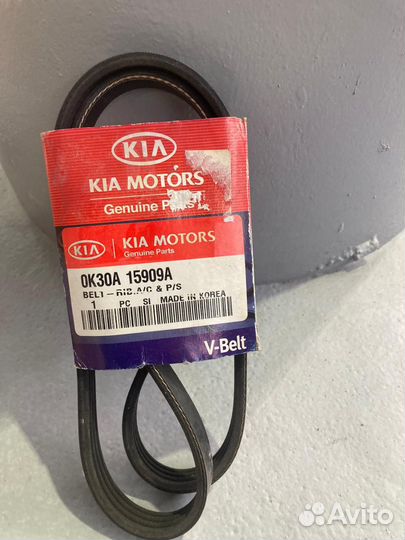 KIA
KIA MOTORS
Genuine Parts
KIA
KIA MOTORS
Genuine Parts
0K30A 15909A
BELT-RIB.A/C & P/S
1 PC SI MADE IN KOREA
V-Belt
Avito